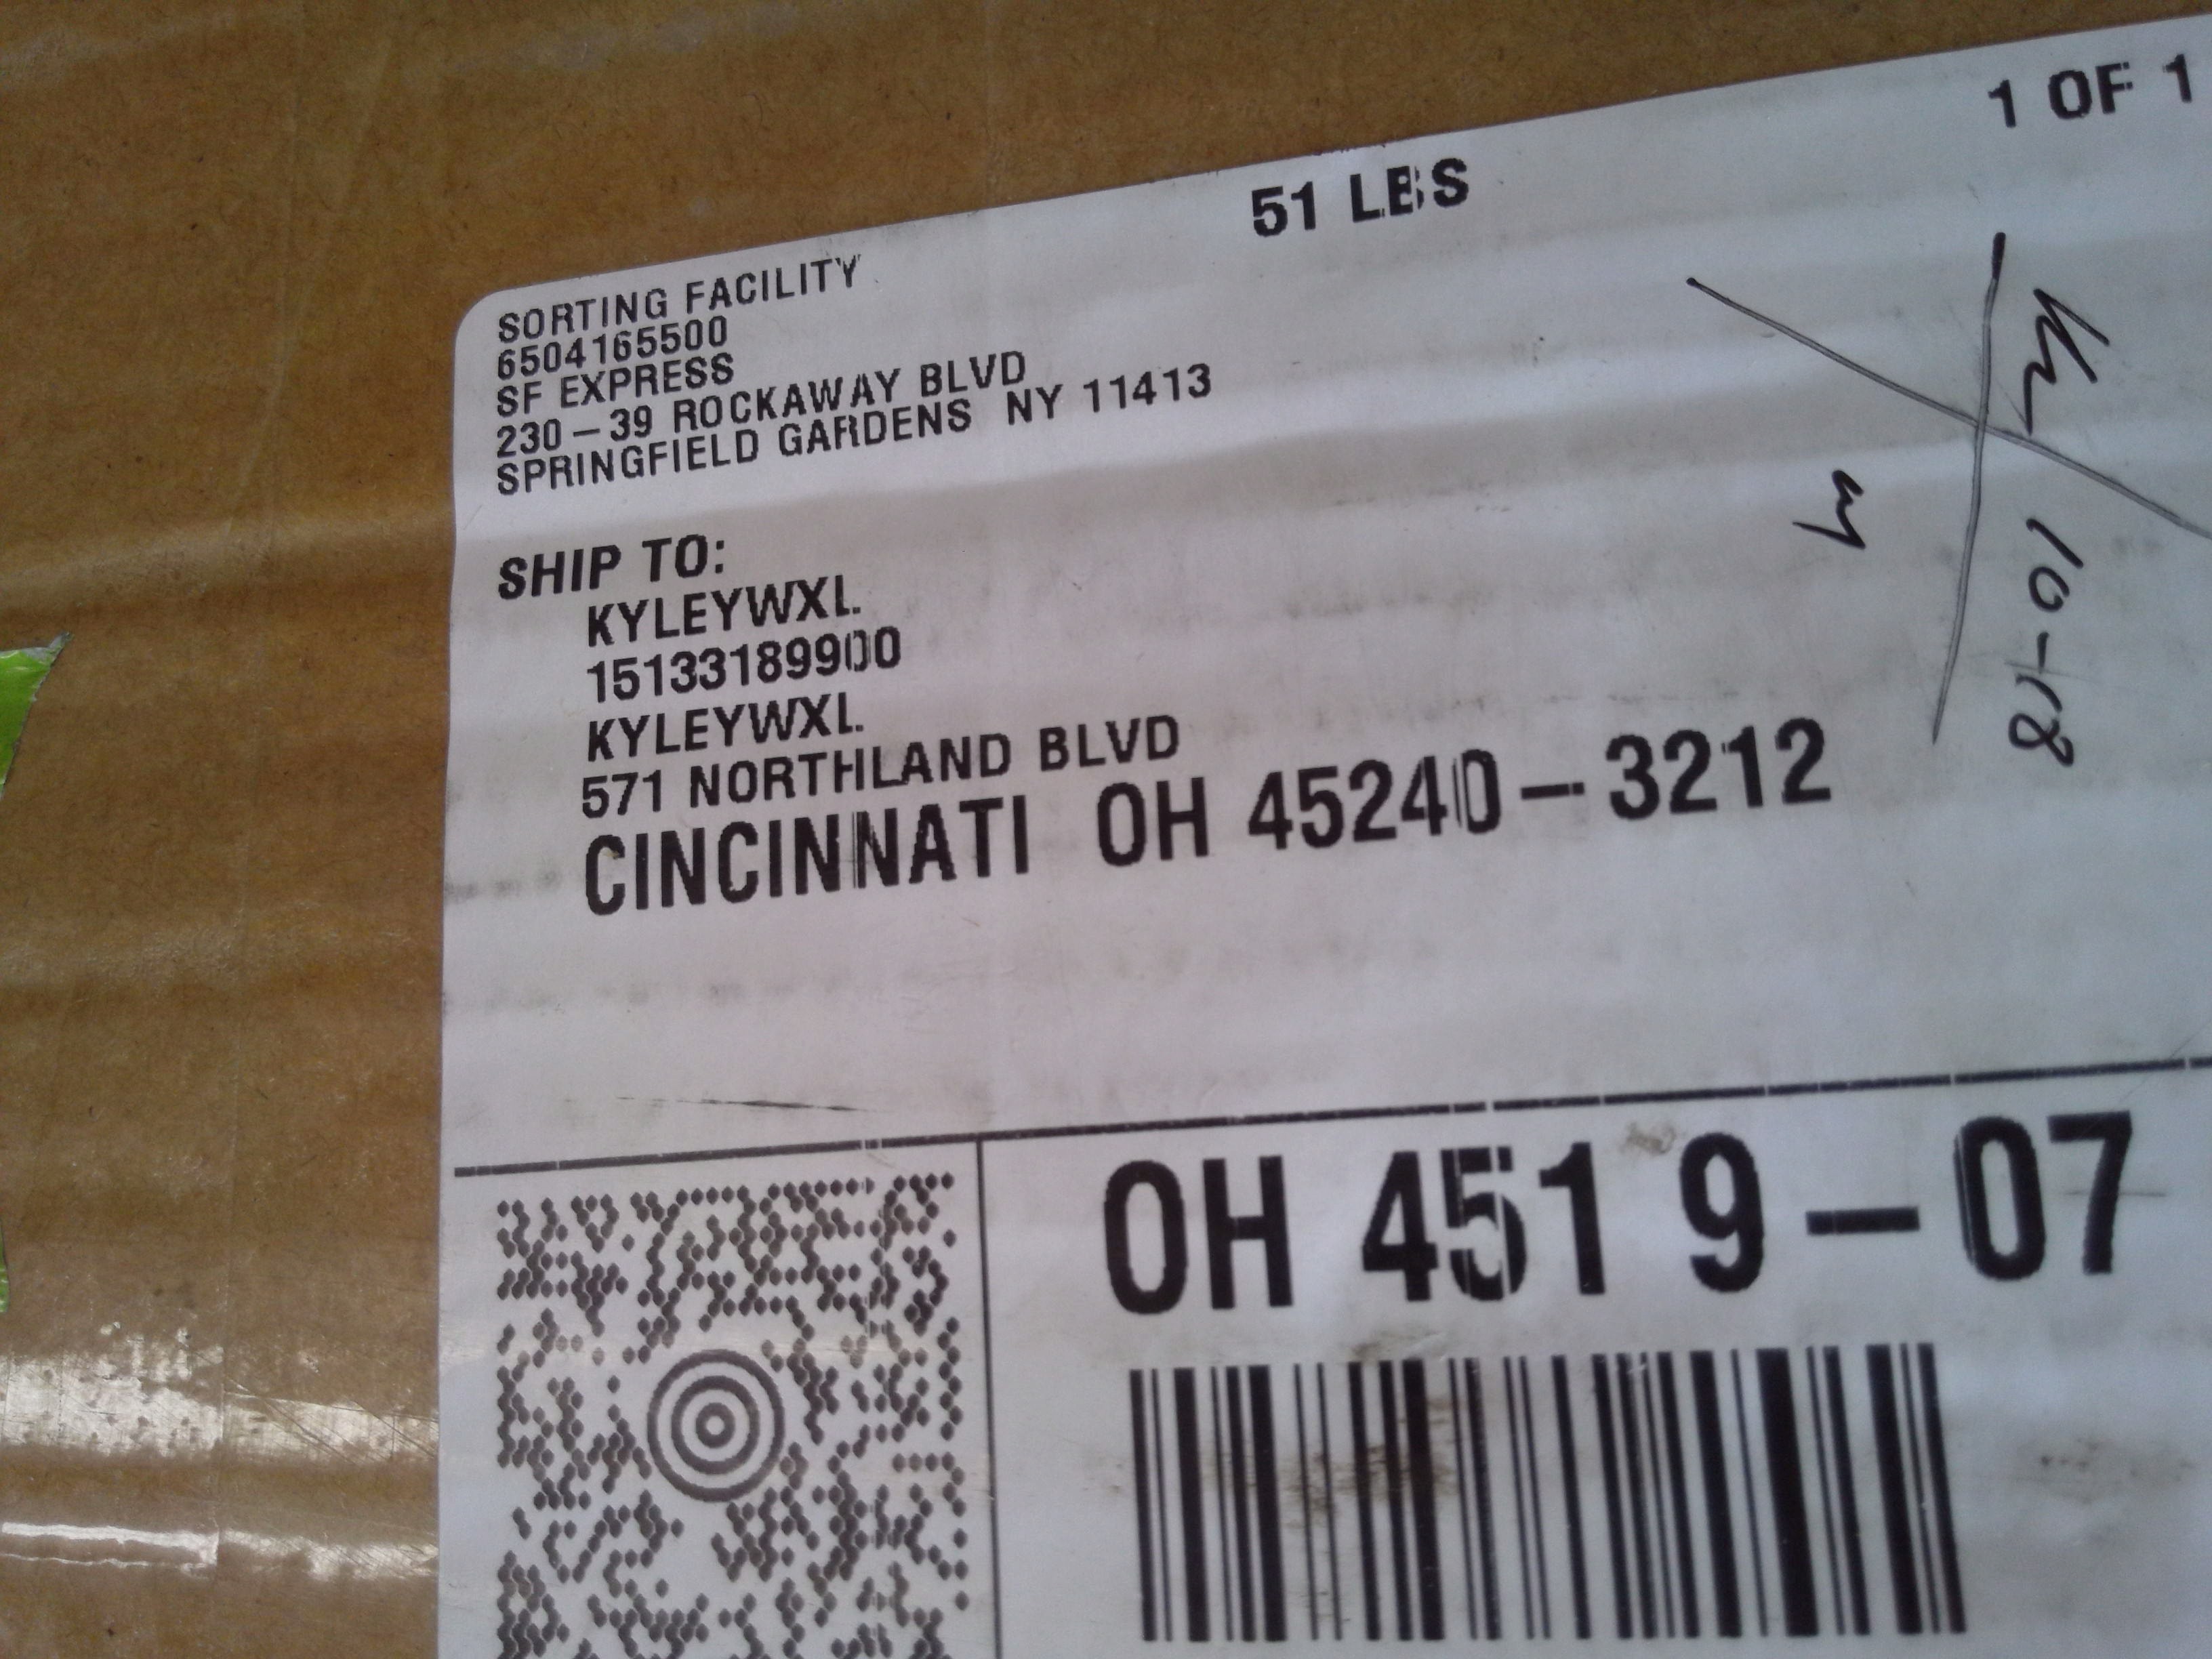 1 OF 1
51 LBS
SORTING FACILITY
6504165500
SF EXPRESS
230-39 ROCKAWAY BLVD
SPRINGFIELD GARDENS NY 11413
SHIP TO:
KYLEYWXL
15133189900
KYLEYWXL
571 NORTHLAND BLVD
CINCINNATI OH 45240-3212
10-18
OH 451 9-07